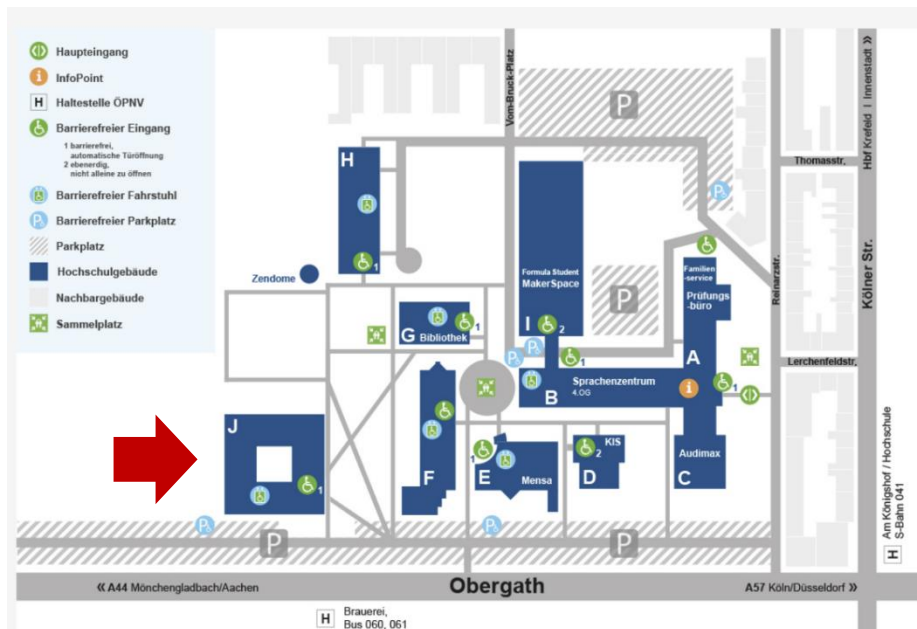 Haupteingang
i
InfoPoint
H
Haltestelle ÖPNV
Barrierefreier Eingang
1 barrierefrei,
automatische Türöffnung
2 ebenerdig,
nicht alleine zu öffnen
Barrierefreier Fahrstuhl
P
Barrierefreier Parkplatz
Parkplatz
Hochschulgebäude
Nachbargebäude
Sammelplatz
Vom-Bruck-Platz
P
P
Hbf Krefeld I Innenstadt »
Thomasstr.
Kölner Str.
Reinarzstr.
Lerchenfeldstr.
H
1
Zendome
Formula Student
MakerSpace
I
2
P
Familen
-service
Prüfungs
-büro
A
G
Bibliothek
1
P
P
1
B
Sprachenzentrum
4.OG
i
1
J
1
F
1
E
Mensa
KIS
2
D
Audimax
C
P
P
P
P
« A44 Mönchengladbach/Aachen
Obergath
A57 Köln/Düsseldorf »
H
Am Königshof / Hochschule
S-Bahn 041
H
Brauerei,
Bus 060, 061